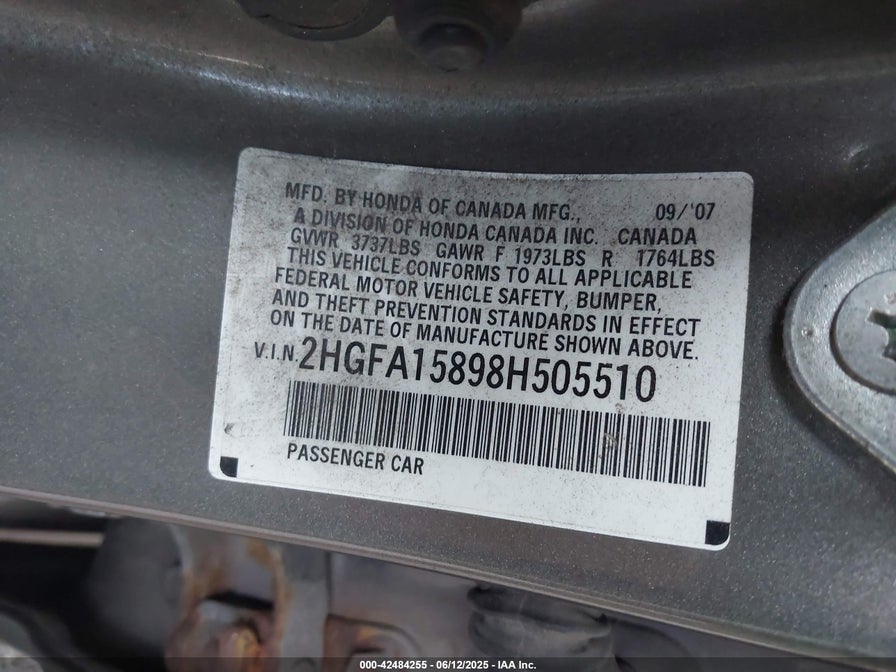 MFD. BY HONDA OF CANADA MFG., 09/'07
A DIVISION OF HONDA CANADA INC. CANADA
GVWR 3737LBS GAWR F 1973LBS R 1764LBS
THIS VEHICLE CONFORMS TO ALL APPLICABLE
FEDERAL MOTOR VEHICLE SAFETY, BUMPER,
AND THEFT PREVENTION STANDARDS IN EFFECT
ON THE DATE OF MANUFACTURE SHOWN ABOVE.
V.I.N. 2HGFA15898H505510
PASSENGER CAR
000-42484255 - 06/12/2025 - IAA Inc.